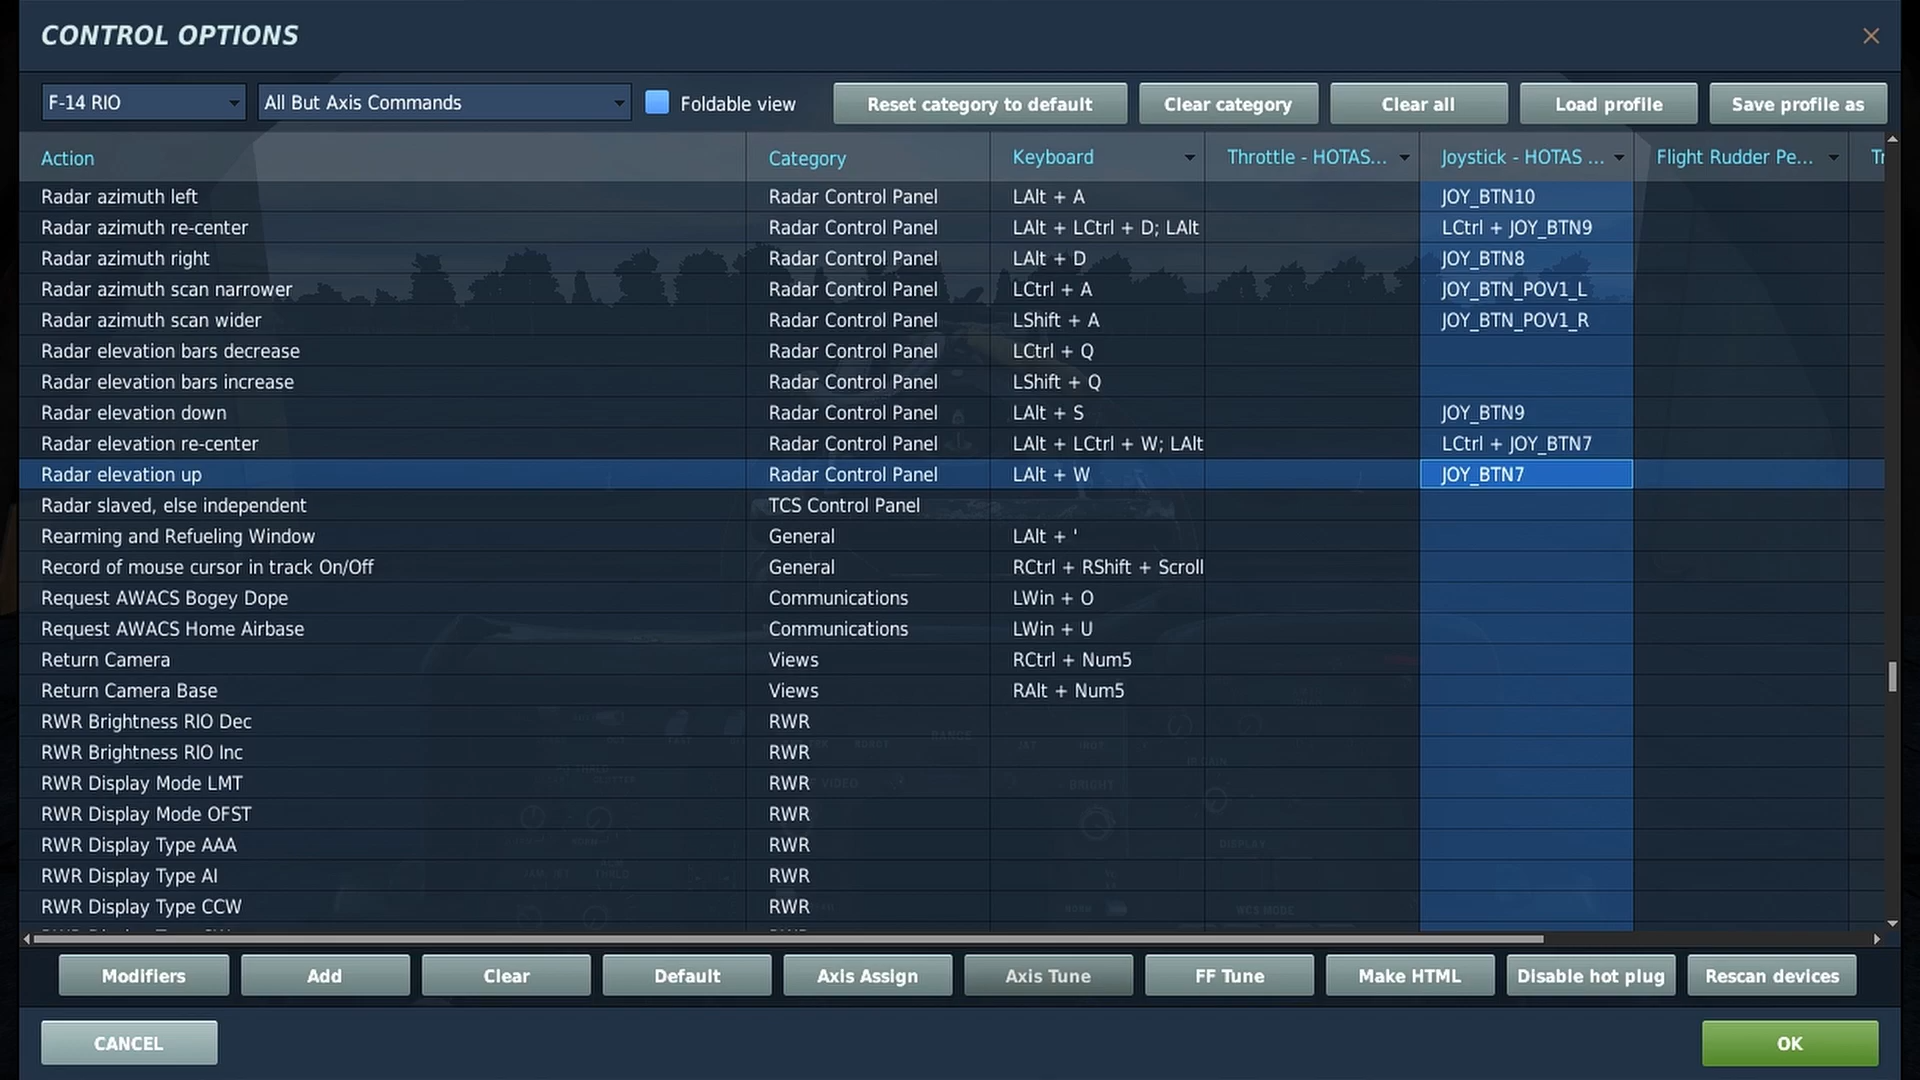 CONTROL OPTIONS
F-14 RIO All But Axis Commands Foldable view Reset category to default Clear category Clear all Load profile Save profile as
Action Category Keyboard Throttle - HOTAS... Joystick - HOTAS ... Flight Rudder Pe... Tr
Radar azimuth left Radar Control Panel LAlt + A JOY_BTN10
Radar azimuth re-center Radar Control Panel LAlt + LCtrl + D; LAlt LCtrl + JOY_BTN9
Radar azimuth right Radar Control Panel LAlt + D JOY_BTN8
Radar azimuth scan narrower Radar Control Panel LCtrl + A JOY_BTN_POV1_L
Radar azimuth scan wider Radar Control Panel LShift + A JOY_BTN_POV1_R
Radar elevation bars decrease Radar Control Panel LCtrl + Q
Radar elevation bars increase Radar Control Panel LShift + Q
Radar elevation down Radar Control Panel LAlt + S JOY_BTN9
Radar elevation re-center Radar Control Panel LAlt + LCtrl + W; LAlt LCtrl + JOY_BTN7
Radar elevation up Radar Control Panel LAlt + W JOY_BTN7
Radar slaved, else independent TCS Control Panel
Rearming and Refueling Window General LAlt + '
Record of mouse cursor in track On/Off General RCtrl + RShift + Scroll
Request AWACS Bogey Dope Communications LWin + O
Request AWACS Home Airbase Communications LWin + U
Return Camera Views RCtrl + Num5
Return Camera Base Views RAlt + Num5
RWR Brightness RIO Dec RWR
RWR Brightness RIO Inc RWR
RWR Display Mode LMT RWR
RWR Display Mode OFST RWR
RWR Display Type AAA RWR
RWR Display Type AI RWR
RWR Display Type CCW RWR
Modifiers Add Clear Default Axis Assign Axis Tune FF Tune Make HTML Disable hot plug Rescan devices
CANCEL OK